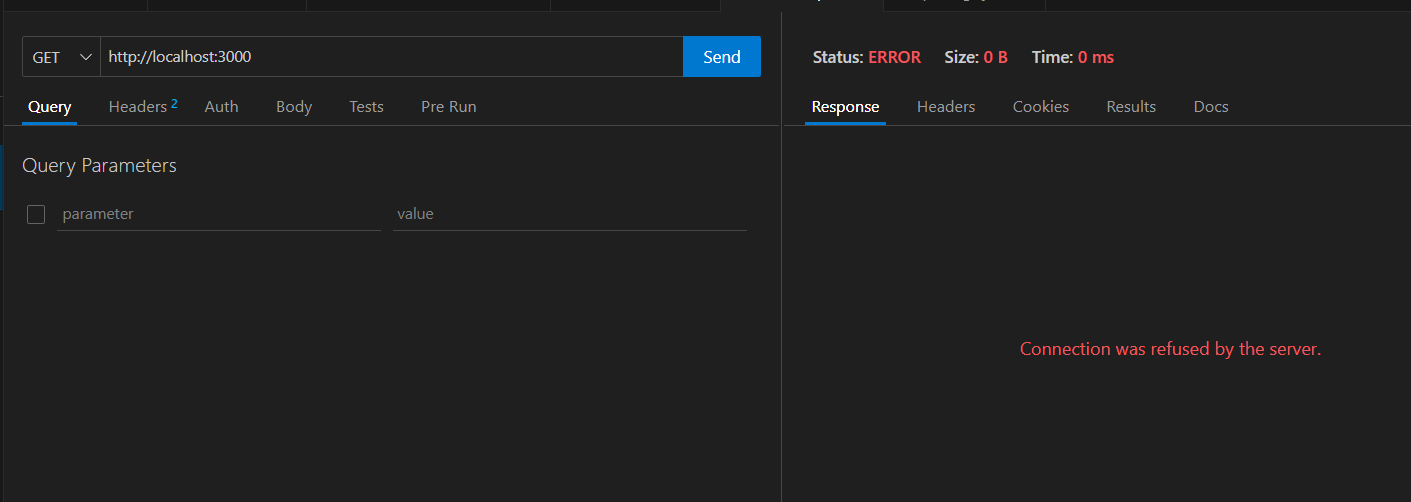 GET http://localhost:3000 Send
Query Headers 2 Auth Body Tests Pre Run
Query Parameters
parameter value
Status: ERROR Size: 0 B Time: 0 ms
Response Headers Cookies Results Docs
Connection was refused by the server.